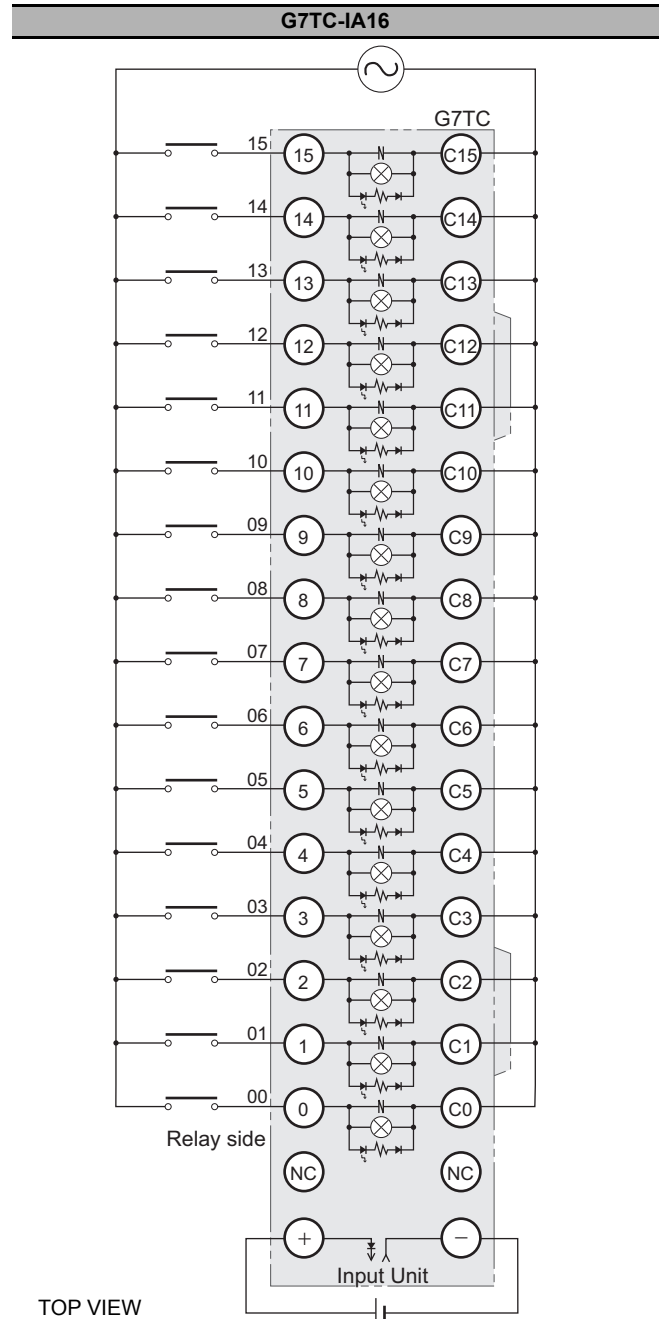 G7TC-IA16
G7TC
15 15 N C15
14 14 N C14
13 13 N C13
12 12 N C12
11 11 N C11
10 10 N C10
09 9 N C9
08 8 N C8
07 7 N C7
06 6 N C6
05 5 N C5
04 4 N C4
03 3 N C3
02 2 N C2
01 1 N C1
00 0 N C0
Relay side
NC NC
+ −
Input Unit
TOP VIEW